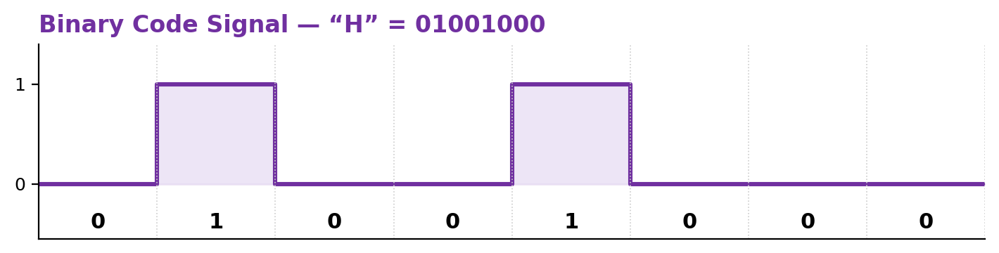 Binary Code Signal — “H” = 01001000
1
0
0 1 0 0 1 0 0 0